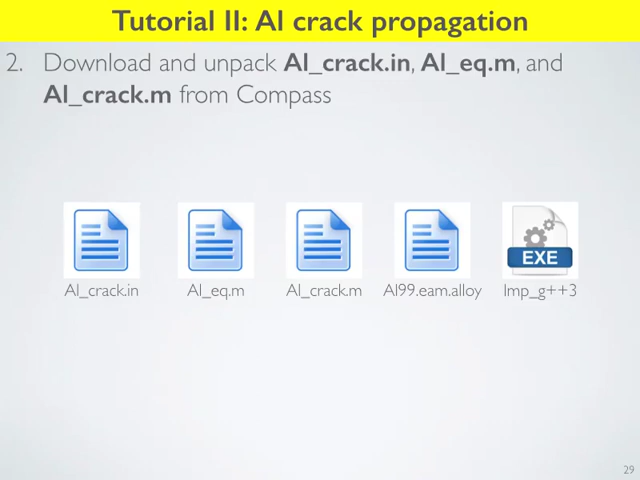 Tutorial II: Al crack propagation
2. Download and unpack Al_crack.in, Al_eq.m, and
Al_crack.m from Compass
EXE
Al_crack.in Al_eq.m Al_crack.m Al99.eam.alloy lmp_g++3
29